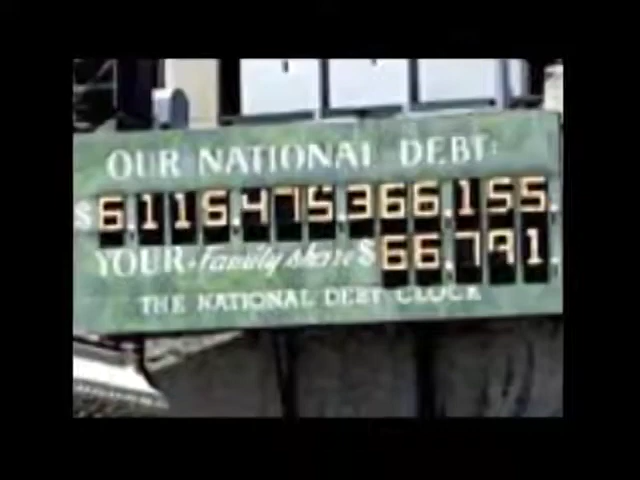 OUR NATIONAL DEBT:
$6,116,475,366,155.
YOUR Family share $66,791.
THE NATIONAL DEBT CLOCK